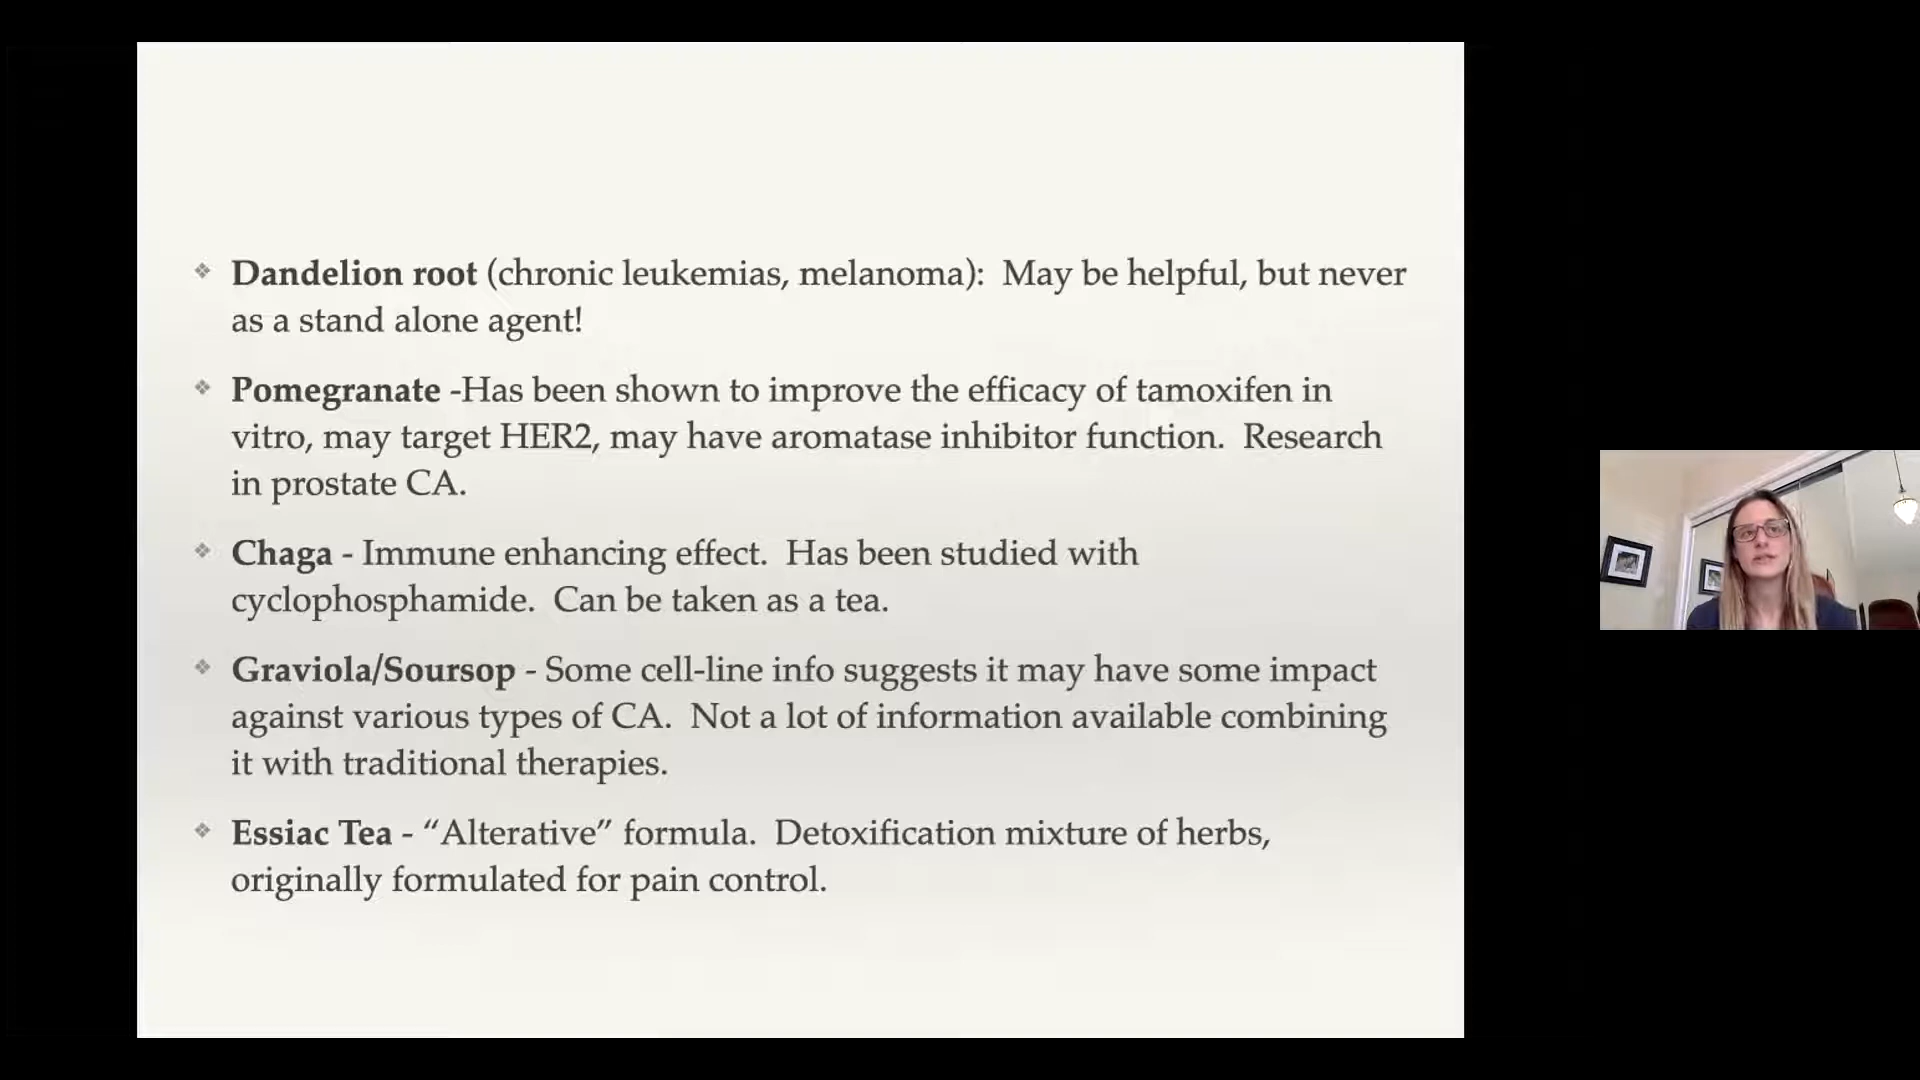 Dandelion root (chronic leukemias, melanoma):  May be helpful, but never
as a stand alone agent!
Pomegranate -Has been shown to improve the efficacy of tamoxifen in
vitro, may target HER2, may have aromatase inhibitor function.  Research
in prostate CA.
Chaga - Immune enhancing effect.  Has been studied with
cyclophosphamide.  Can be taken as a tea.
Graviola/Soursop - Some cell-line info suggests it may have some impact
against various types of CA.  Not a lot of information available combining
it with traditional therapies.
Essiac Tea - “Alterative” formula.  Detoxification mixture of herbs,
originally formulated for pain control.